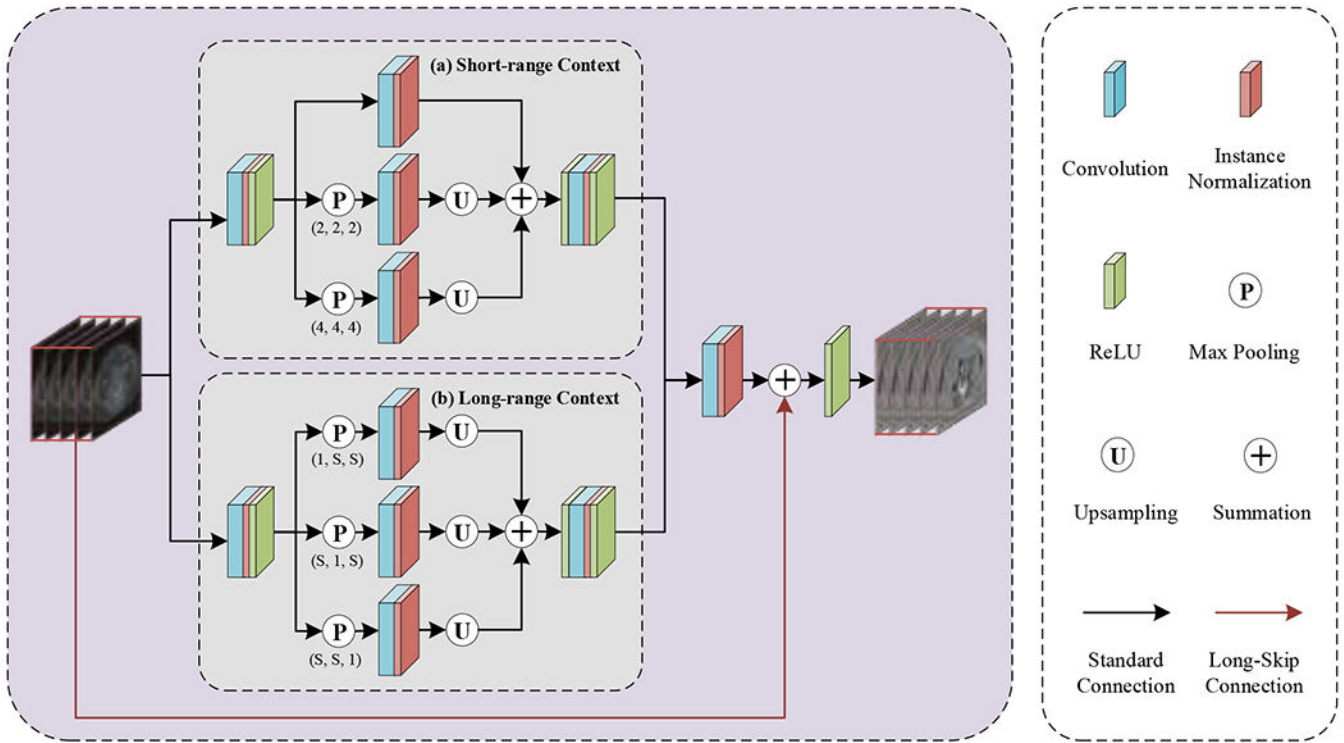 (a) Short-range Context
P
U
(2, 2, 2)
P
U
(4, 4, 4)
(b) Long-range Context
P
U
(1, S, S)
P
U
(S, 1, S)
P
U
(S, S, 1)
Convolution
Instance
Normalization
P
ReLU
Max Pooling
U
Upsampling
Summation
Standard
Connection
Long-Skip
Connection